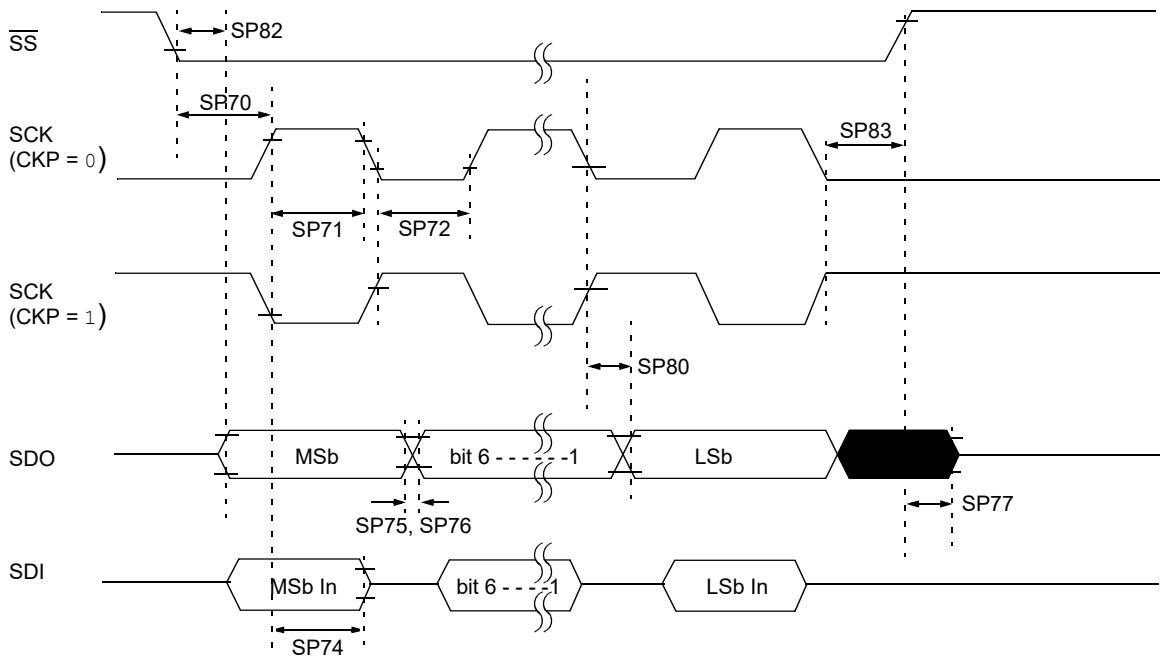 SS
SP82
SP70
SCK
(CKP = 0)
SP83
SP71
SP72
SCK
(CKP = 1)
SP80
SDO
MSb
bit 6 - - - - - - -1
LSb
SP75, SP76
SP77
SDI
MSb In
bit 6 - - - - -1
LSb In
SP74